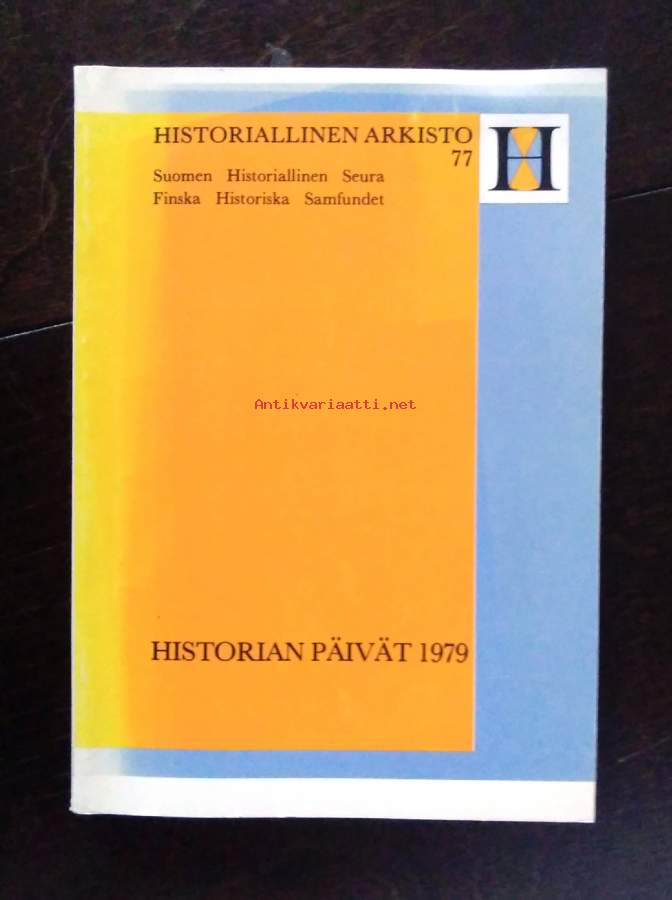 HISTORIALLINEN ARKISTO
77
Suomen Historiallinen Seura
Finska Historiska Samfundet
H
Antikvariaatti.net
HISTORIAN PÄIVÄT 1979